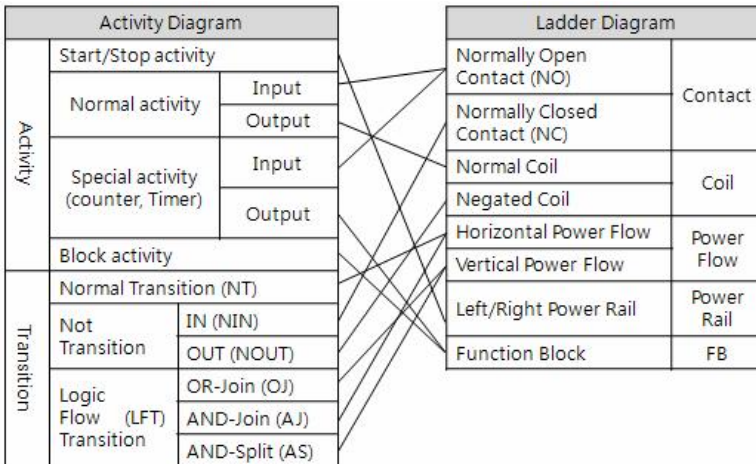 Activity Diagram
Activity
Start/Stop activity
Normal activity
Input
Output
Special activity
(counter, Timer)
Input
Output
Block activity
Transition
Normal Transition (NT)
Not
Transition
IN (NIN)
OUT (NOUT)
Logic
Flow (LFT)
Transition
OR-Join (OJ)
AND-Join (AJ)
AND-Split (AS)
Ladder Diagram
Normally Open
Contact (NO)
Normally Closed
Contact (NC)
Contact
Normal Coil
Negated Coil
Coil
Horizontal Power Flow
Vertical Power Flow
Power
Flow
Left/Right Power Rail
Power
Rail
Function Block
FB